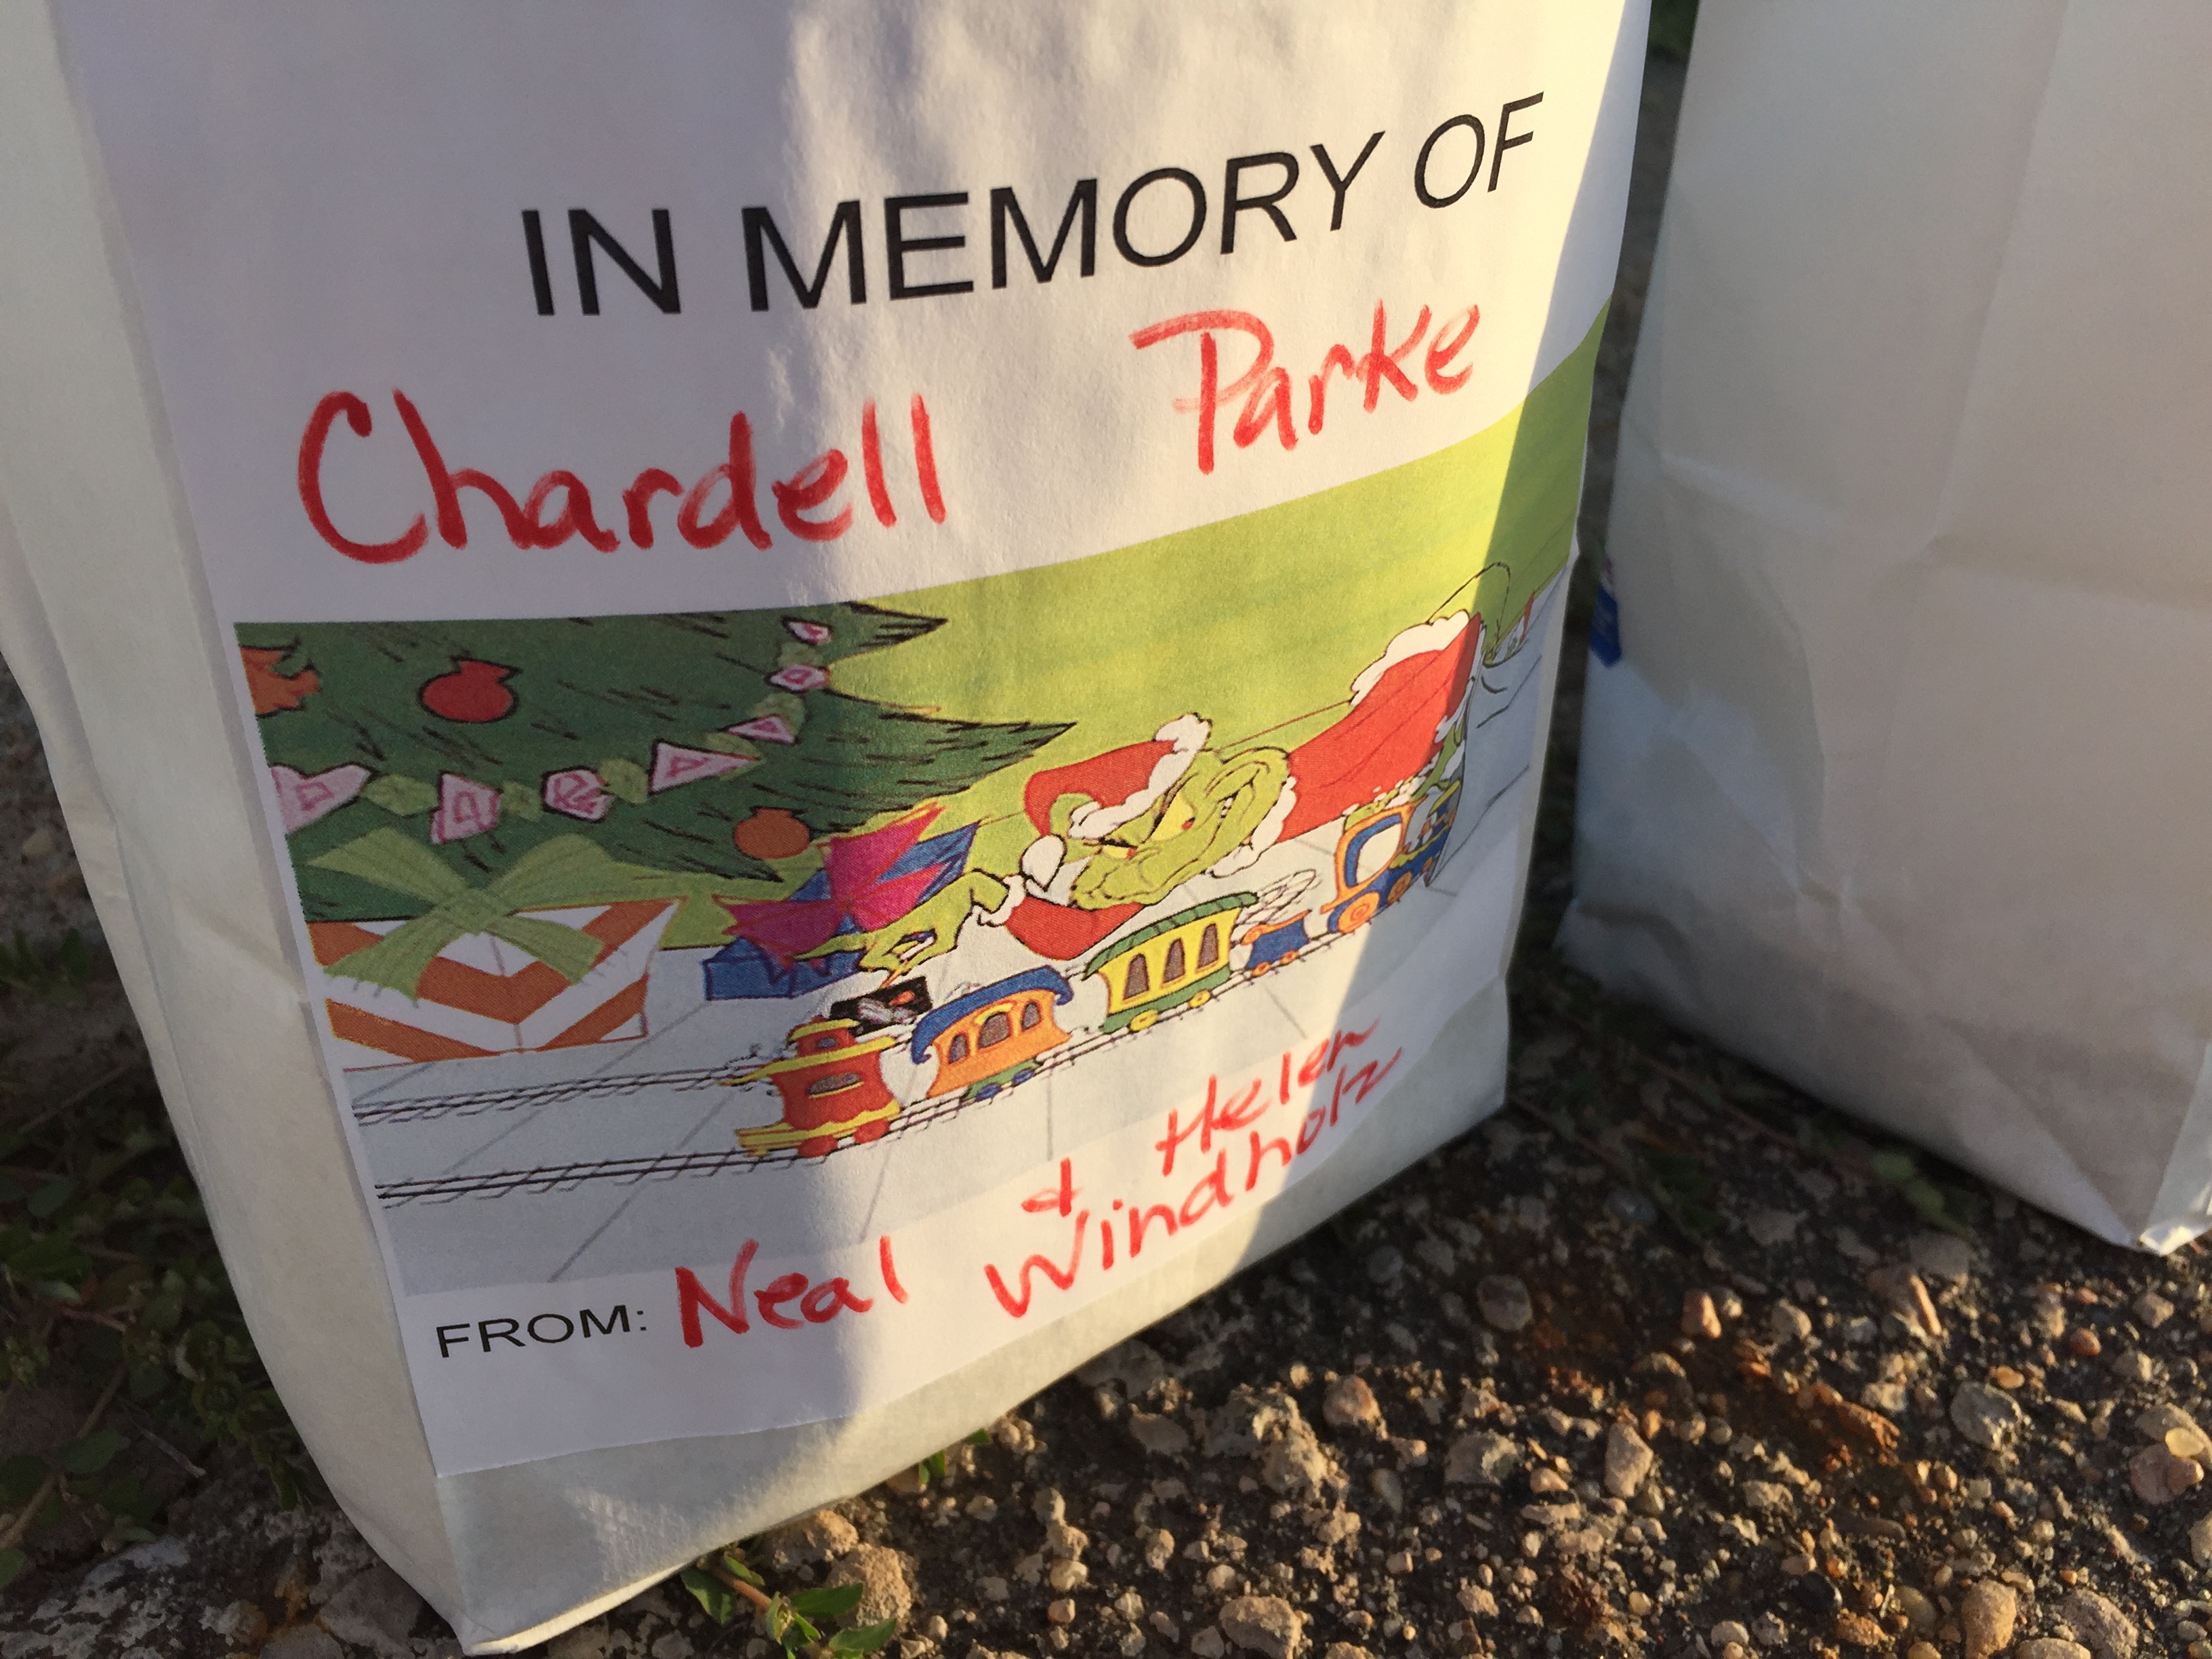 IN MEMORY OF
Chardell Parke
& Helen
FROM: Neal Windholz